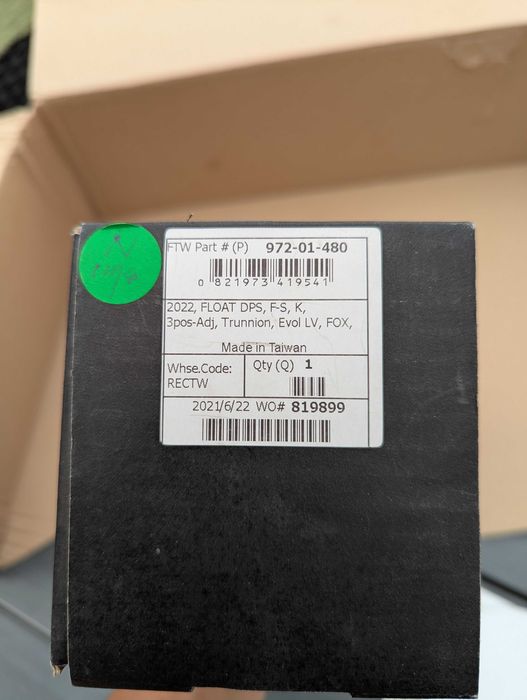 FTW Part # (P) 972-01-480
0 821973 419541
2022, FLOAT DPS, F-S, K,
3pos-Adj, Trunnion, Evol LV, FOX,
Made in Taiwan
Whse.Code:
RECTW
Qty (Q) 1
2021/6/22 WO# 819899